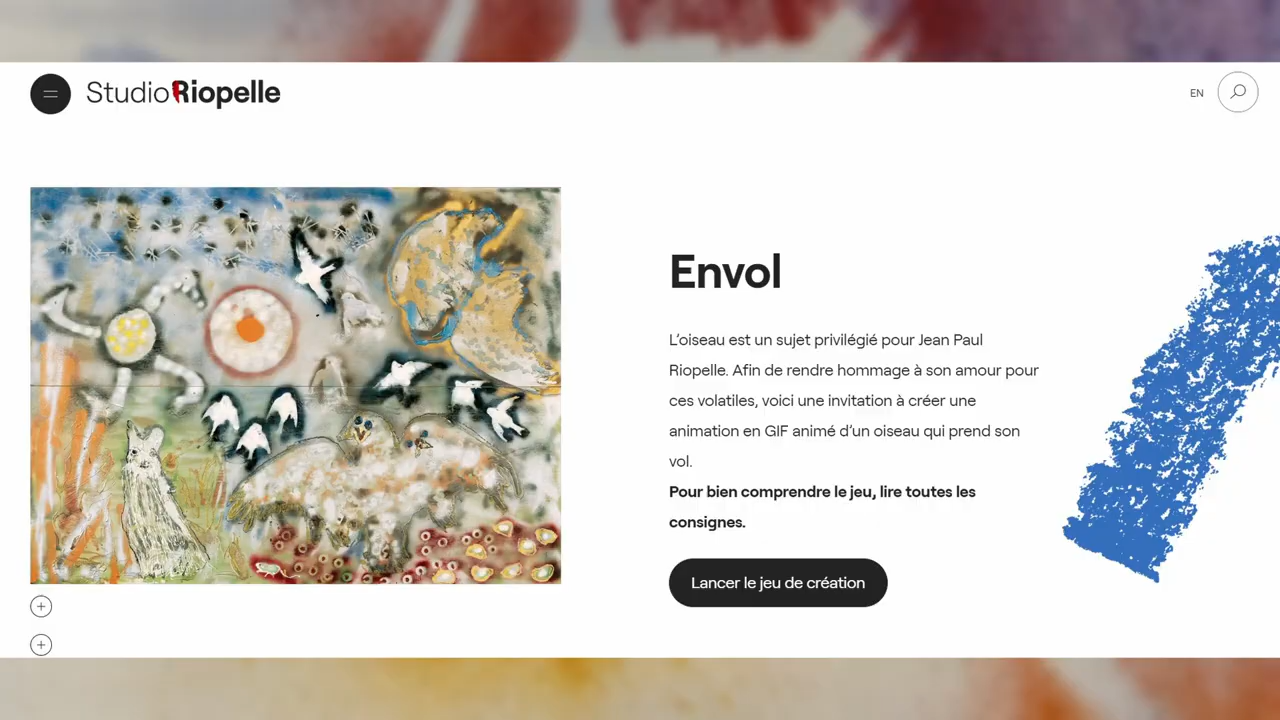 Studio Riopelle
EN
Envol
L'oiseau est un sujet privilégié pour Jean Paul
Riopelle. Afin de rendre hommage à son amour pour
ces volatiles, voici une invitation à créer une
animation en GIF animé d'un oiseau qui prend son
vol.
Pour bien comprendre le jeu, lire toutes les
consignes.
Lancer le jeu de création